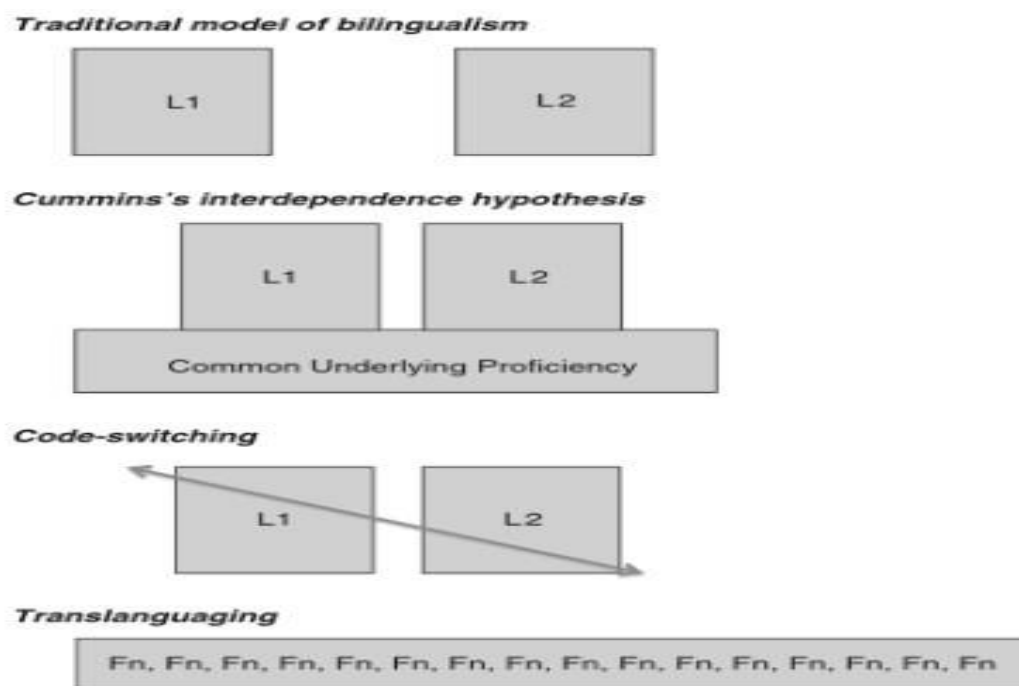 Traditional model of bilingualism
L1 L2
Cummins's interdependence hypothesis
L1 L2
Common Underlying Proficiency
Code-switching
L1 L2
Translanguaging
Fn, Fn, Fn, Fn, Fn, Fn, Fn, Fn, Fn, Fn, Fn, Fn, Fn, Fn, Fn, Fn